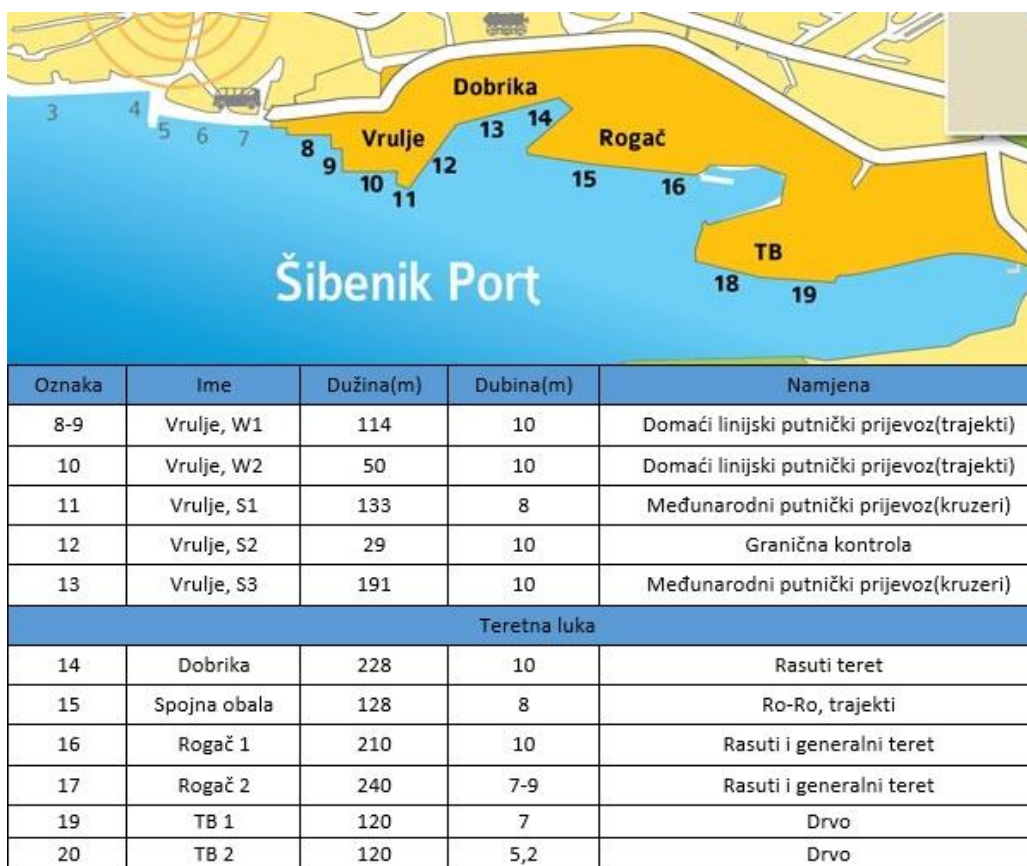 3
4
5
6
7
8
9
10
11
12
13
14
15
16
18
19
Dobrika
Vrulje
Rogač
TB
Šibenik Port
Oznaka Ime Dužina(m) Dubina(m) Namjena
8-9 Vrulje, W1 114 10 Domaći linijski putnički prijevoz(trajekti)
10 Vrulje, W2 50 10 Domaći linijski putnički prijevoz(trajekti)
11 Vrulje, S1 133 8 Međunarodni putnički prijevoz(kruzeri)
12 Vrulje, S2 29 10 Granična kontrola
13 Vrulje, S3 191 10 Međunarodni putnički prijevoz(kruzeri)
Teretna luka
14 Dobrika 228 10 Rasuti teret
15 Spojna obala 128 8 Ro-Ro, trajekti
16 Rogač 1 210 10 Rasuti i generalni teret
17 Rogač 2 240 7-9 Rasuti i generalni teret
19 TB 1 120 7 Drvo
20 TB 2 120 5,2 Drvo